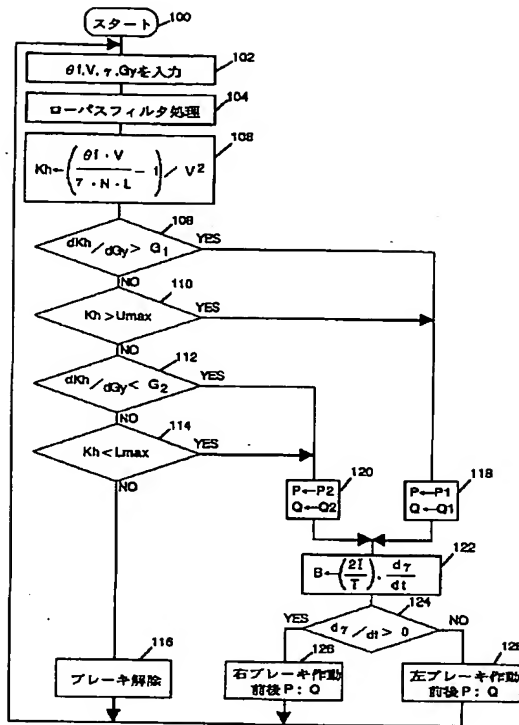 スタート
100
θf.V.γ.Gyを入力
102
ローパスフィルタ処理
104
108
Kh←(θf・V/γ・N・L − 1)/V²
108
dKh/dGy> G₁
YES
NO
110
Kh>Umax
YES
NO
112
dKh/dGy< G₂
YES
NO
114
Kh<Lmax
YES
NO
120
P←P2
Q←Q2
118
P←P1
Q←Q1
122
B←(2I/T)・dγ/dt
124
dγ/dt> 0
YES
NO
116
ブレーキ解除
126
右ブレーキ作動
前後P:Q
128
左ブレーキ作動
前後P:Q